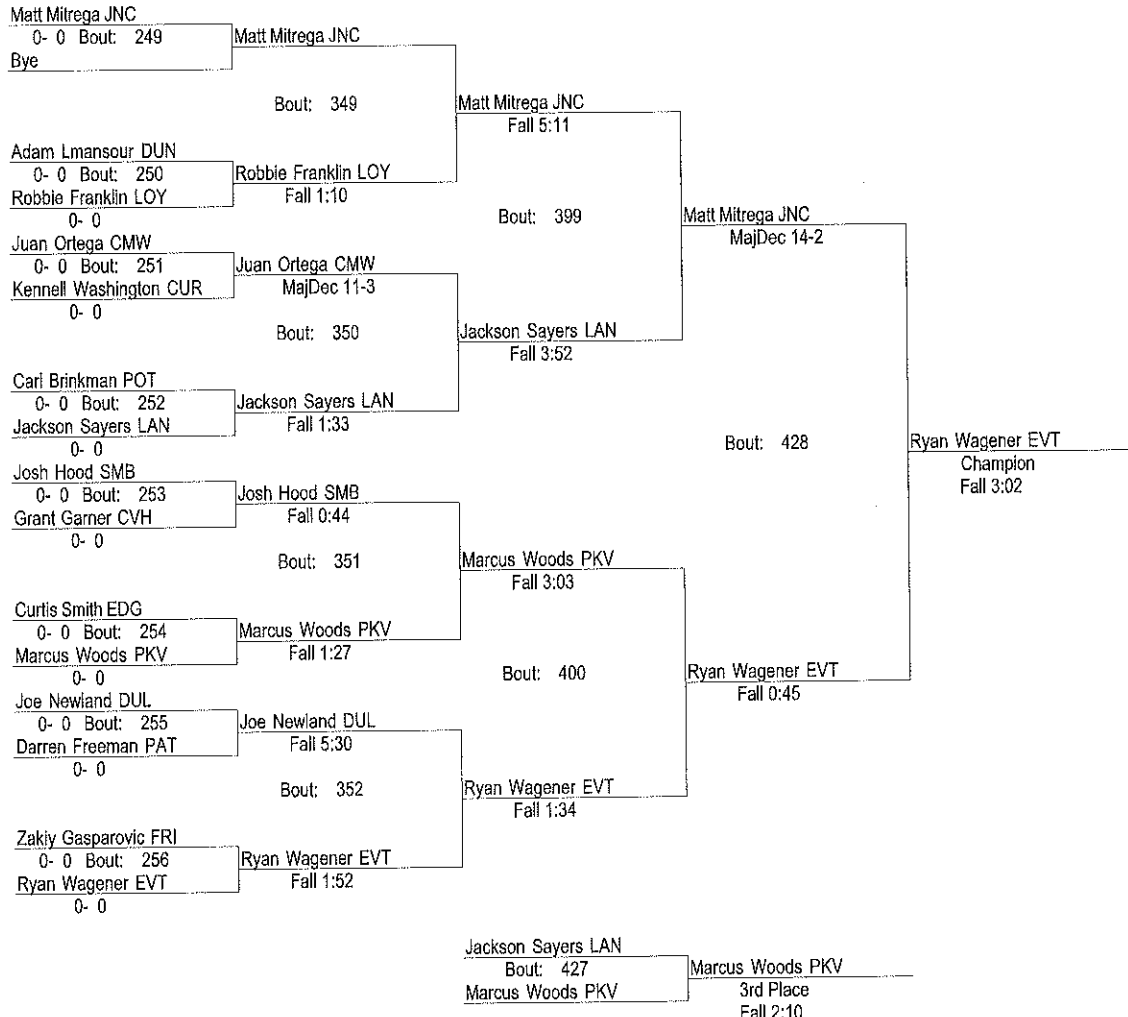 Matt Mitrega JNC
0- 0 Bout: 249
Bye
Matt Mitrega JNC
Bout: 349
Matt Mitrega JNC
Fall 5:11
Adam Lmansour DUN
0- 0 Bout: 250
Robbie Franklin LOY
0- 0
Robbie Franklin LOY
Fall 1:10
Bout: 399
Matt Mitrega JNC
MajDec 14-2
Juan Ortega CMW
0- 0 Bout: 251
Kennell Washington CUR
0- 0
Juan Ortega CMW
MajDec 11-3
Bout: 350
Jackson Sayers LAN
Fall 3:52
Carl Brinkman POT
0- 0 Bout: 252
Jackson Sayers LAN
0- 0
Jackson Sayers LAN
Fall 1:33
Bout: 428
Ryan Wagener EVT
Champion
Fall 3:02
Josh Hood SMB
0- 0 Bout: 253
Grant Garner CVH
0- 0
Josh Hood SMB
Fall 0:44
Bout: 351
Marcus Woods PKV
Fall 3:03
Curtis Smith EDG
0- 0 Bout: 254
Marcus Woods PKV
0- 0
Marcus Woods PKV
Fall 1:27
Bout: 400
Ryan Wagener EVT
Fall 0:45
Joe Newland DUL
0- 0 Bout: 255
Darren Freeman PAT
0- 0
Joe Newland DUL
Fall 5:30
Bout: 352
Ryan Wagener EVT
Fall 1:34
Zakiy Gasparovic FRI
0- 0 Bout: 256
Ryan Wagener EVT
0- 0
Ryan Wagener EVT
Fall 1:52
Jackson Sayers LAN
Bout: 427
Marcus Woods PKV
Marcus Woods PKV
3rd Place
Fall 2:10